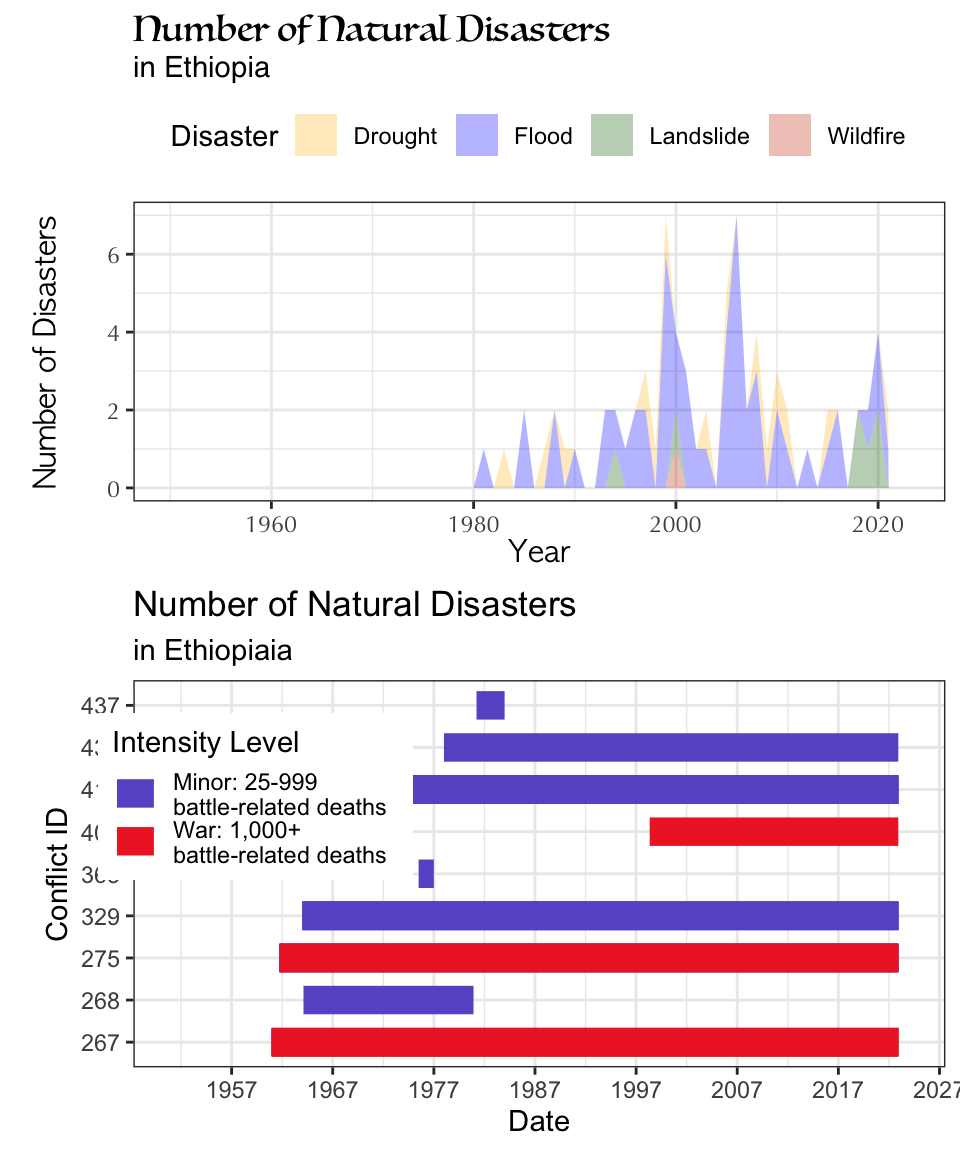 Number of Natural Disasters
in Ethiopia
Disaster Drought Flood Landslide Wildfire
Number of Disasters
6
4
2
0
1960 1980 2000 2020
Year
Number of Natural Disasters
in Ethiopiaia
Conflict ID
437
Intensity Level
Minor: 25-999
battle-related deaths
War: 1,000+
battle-related deaths
329
275
268
267
1957 1967 1977 1987 1997 2007 2017 2027
Date